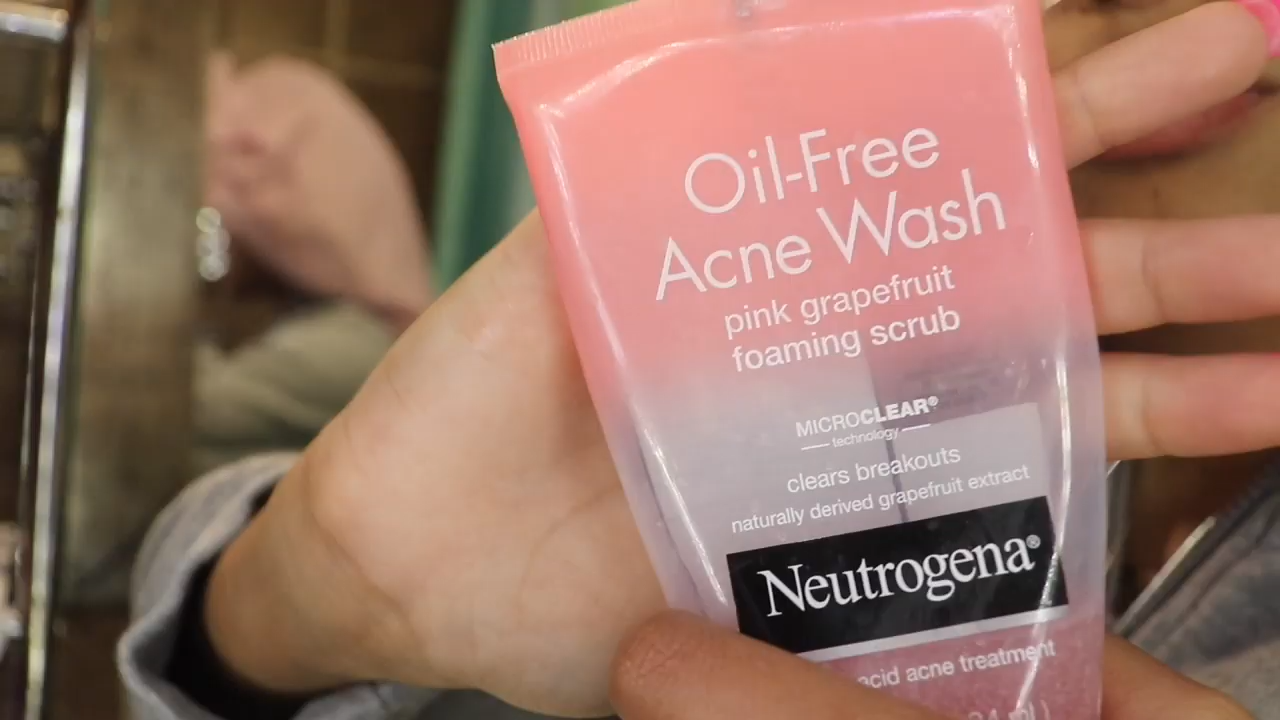 Oil-Free
Acne Wash
pink grapefruit
foaming scrub
MICROCLEAR®
technology
clears breakouts
naturally derived grapefruit extract
Neutrogena®
acid acne treatment